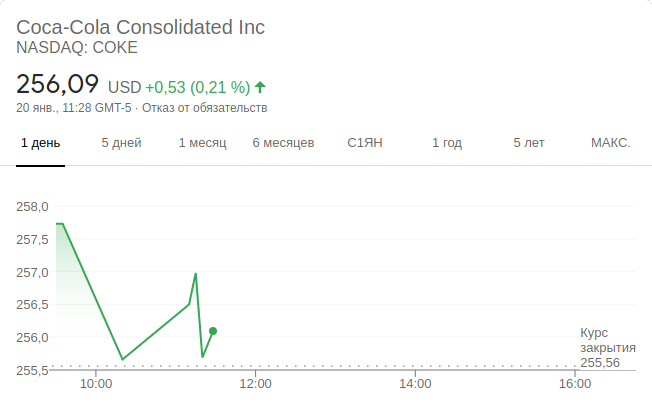 Coca-Cola Consolidated Inc
NASDAQ: COKE
256,09 USD +0,53 (0,21 %)
20 янв., 11:28 GMT-5 · Отказ от обязательств
1 день 5 дней 1 месяц 6 месяцев С1ЯН 1 год 5 лет МАКС.
258,0
257,5
257,0
256,5
256,0
255,5
Курс
закрытия
255,56
10:00 12:00 14:00 16:00